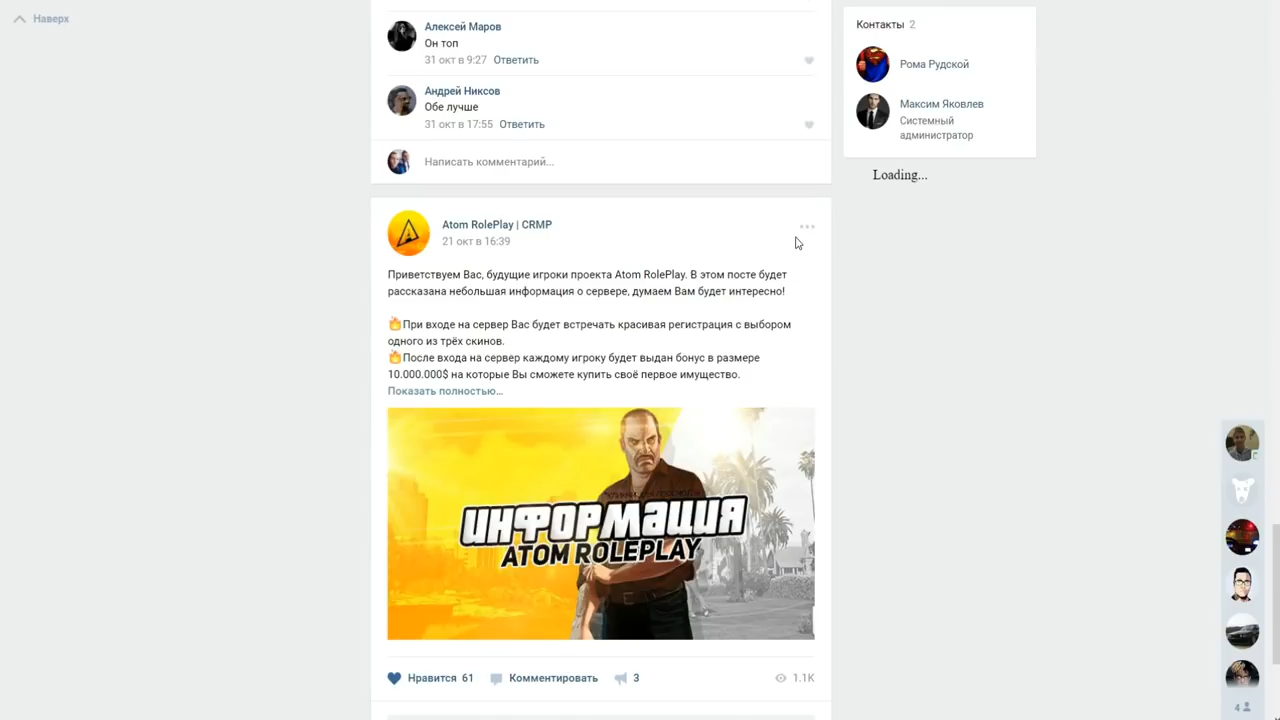 Наверх
Алексей Маров
Он топ
31 окт в 9:27 Ответить
Андрей Никсов
Обе лучше
31 окт в 17:55 Ответить
Написать комментарий...
Контакты 2
Рома Рудской
Максим Яковлев
Системный
администратор
Loading...
Atom RolePlay | CRMP
21 окт в 16:39
Приветствуем Вас, будущие игроки проекта Atom RolePlay. В этом посте будет
рассказана небольшая информация о сервере, думаем Вам будет интересно!
🔥При входе на сервер Вас будет встречать красивая регистрация с выбором
одного из трёх скинов.
🔥После входа на сервер каждому игроку будет выдан бонус в размере
10.000.000$ на которые Вы сможете купить своё первое имущество.
Показать полностью…
ИНФОРМАЦИЯ
ATOM ROLEPLAY
Нравится 61 Комментировать 3 1.1K
4